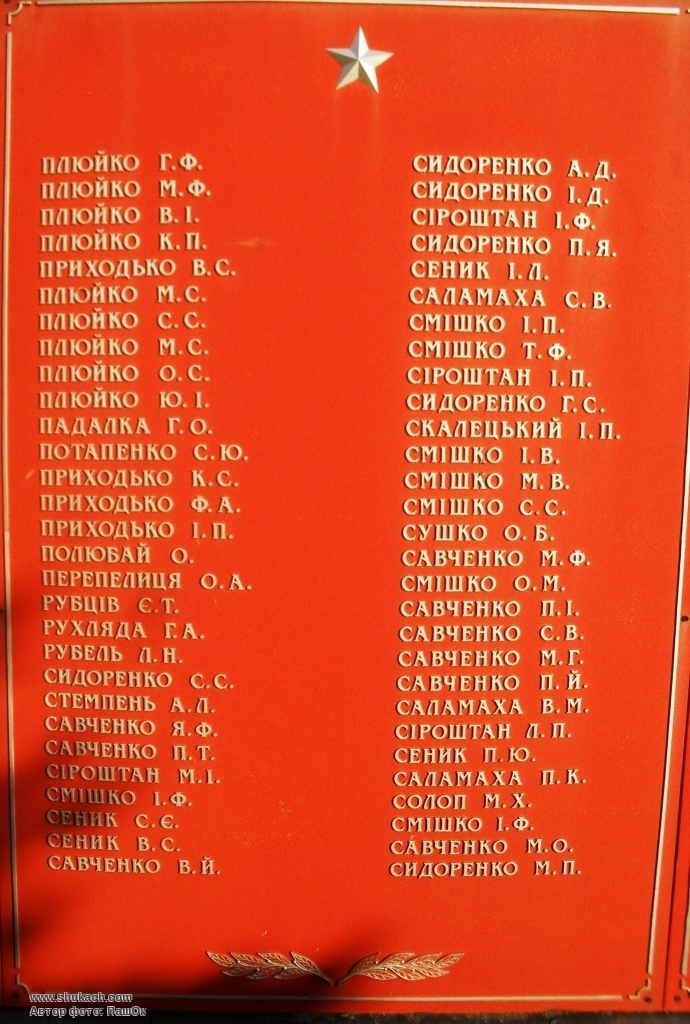 ПЛЮЙКО Г.Ф.
ПЛЮЙКО М.Ф.
ПЛЮЙКО В.І.
ПЛЮЙКО К.П.
ПРИХОДЬКО В.С.
ПЛЮЙКО М.С.
ПЛЮЙКО С.С.
ПЛЮЙКО М.С.
ПЛЮЙКО О.С.
ПЛЮЙКО Ю.І.
ПАДАЛКА Г.О.
ПОТАПЕНКО С.Ю.
ПРИХОДЬКО К.С.
ПРИХОДЬКО Ф.А.
ПРИХОДЬКО І.П.
ПОЛЮБАЙ О.
ПЕРЕПЕЛИЦЯ О.А.
РУБЦІВ Є.Т.
РУХЛЯДА Г.А.
РУБЕЛЬ Л.Н.
СИДОРЕНКО С.С.
СТЕМПЕНЬ А.Л.
САВЧЕНКО Я.Ф.
САВЧЕНКО П.Т.
СІРОШТАН М.І.
СМІШКО І.Ф.
СЕНИК С.Є.
СЕНИК В.С.
САВЧЕНКО В.Й.
СИДОРЕНКО А.Д.
СИДОРЕНКО І.Д.
СІРОШТАН І.Ф.
СИДОРЕНКО П.Я.
СЕНИК І.Л.
САЛАМАХА С.В.
СМІШКО І.П.
СМІШКО Т.Ф.
СІРОШТАН І.П.
СИДОРЕНКО Г.С.
СКАЛЕЦЬКИЙ І.П.
СМІШКО І.В.
СМІШКО М.В.
СМІШКО С.С.
СУШКО О.Б.
САВЧЕНКО М.Ф.
СМІШКО О.М.
САВЧЕНКО П.І.
САВЧЕНКО С.В.
САВЧЕНКО М.Г.
САВЧЕНКО П.Й.
САЛАМАХА В.М.
СІРОШТАН Л.П.
СЕНИК П.Ю.
САЛАМАХА П.К.
СОЛОП М.Х.
СМІШКО І.Ф.
САВЧЕНКО М.О.
СИДОРЕНКО М.П.
www.shukach.com
Автор фото: ПашОк